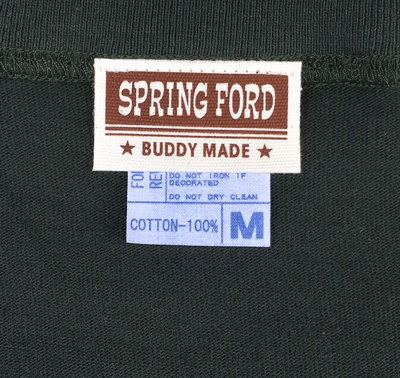 SPRING FORD
★ BUDDY MADE ★
DO NOT IRON IF
DECORATED
DO NOT DRY CLEAN
COTTON-100% M